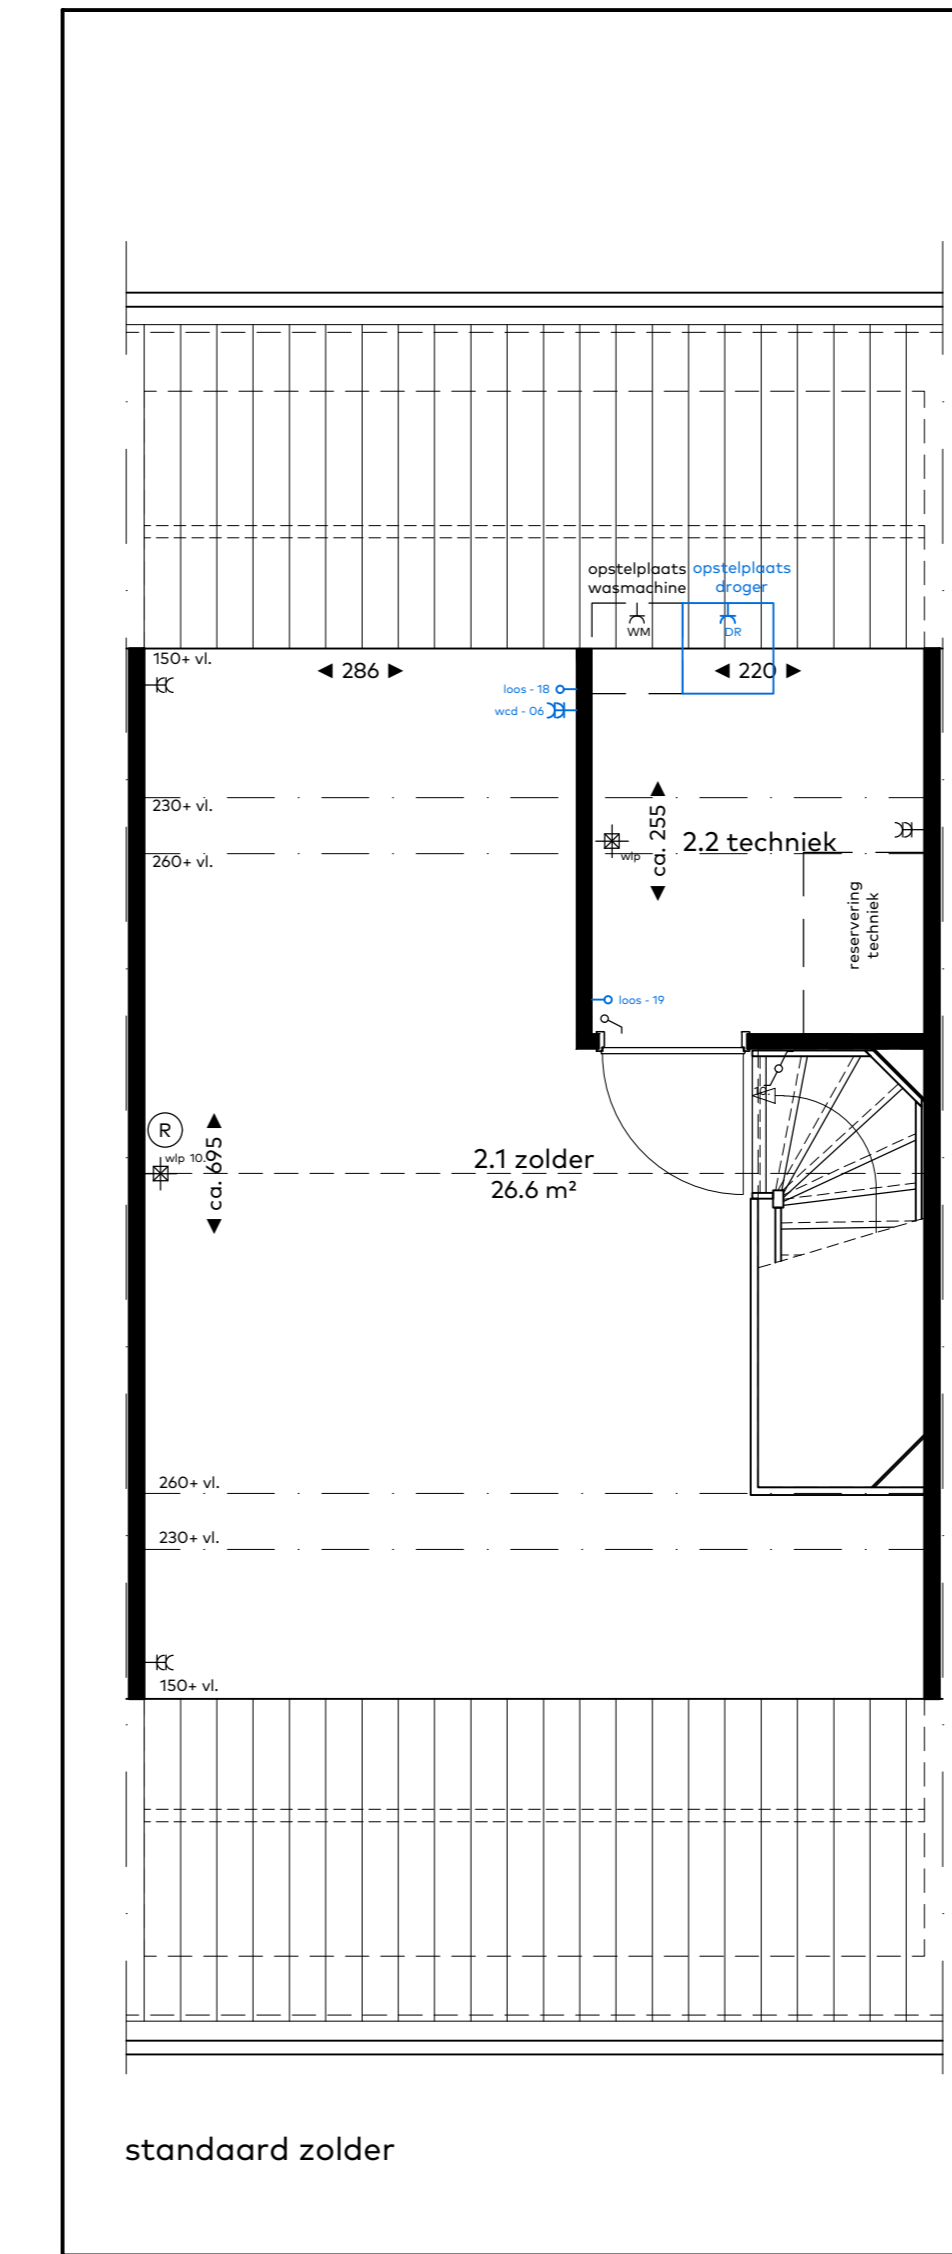 opstelplaats
wasmachine
opstelplaats
droger
WM
DR
150+ vl.
286
220
loos - 18
wcd - 06
230+ vl.
260+ vl.
ca. 255
2.2 techniek
wlp
reservering
techniek
loos - 19
R
wlp 10.
ca. 695
2.1 zolder
26.6 m²
260+ vl.
230+ vl.
150+ vl.
standaard zolder